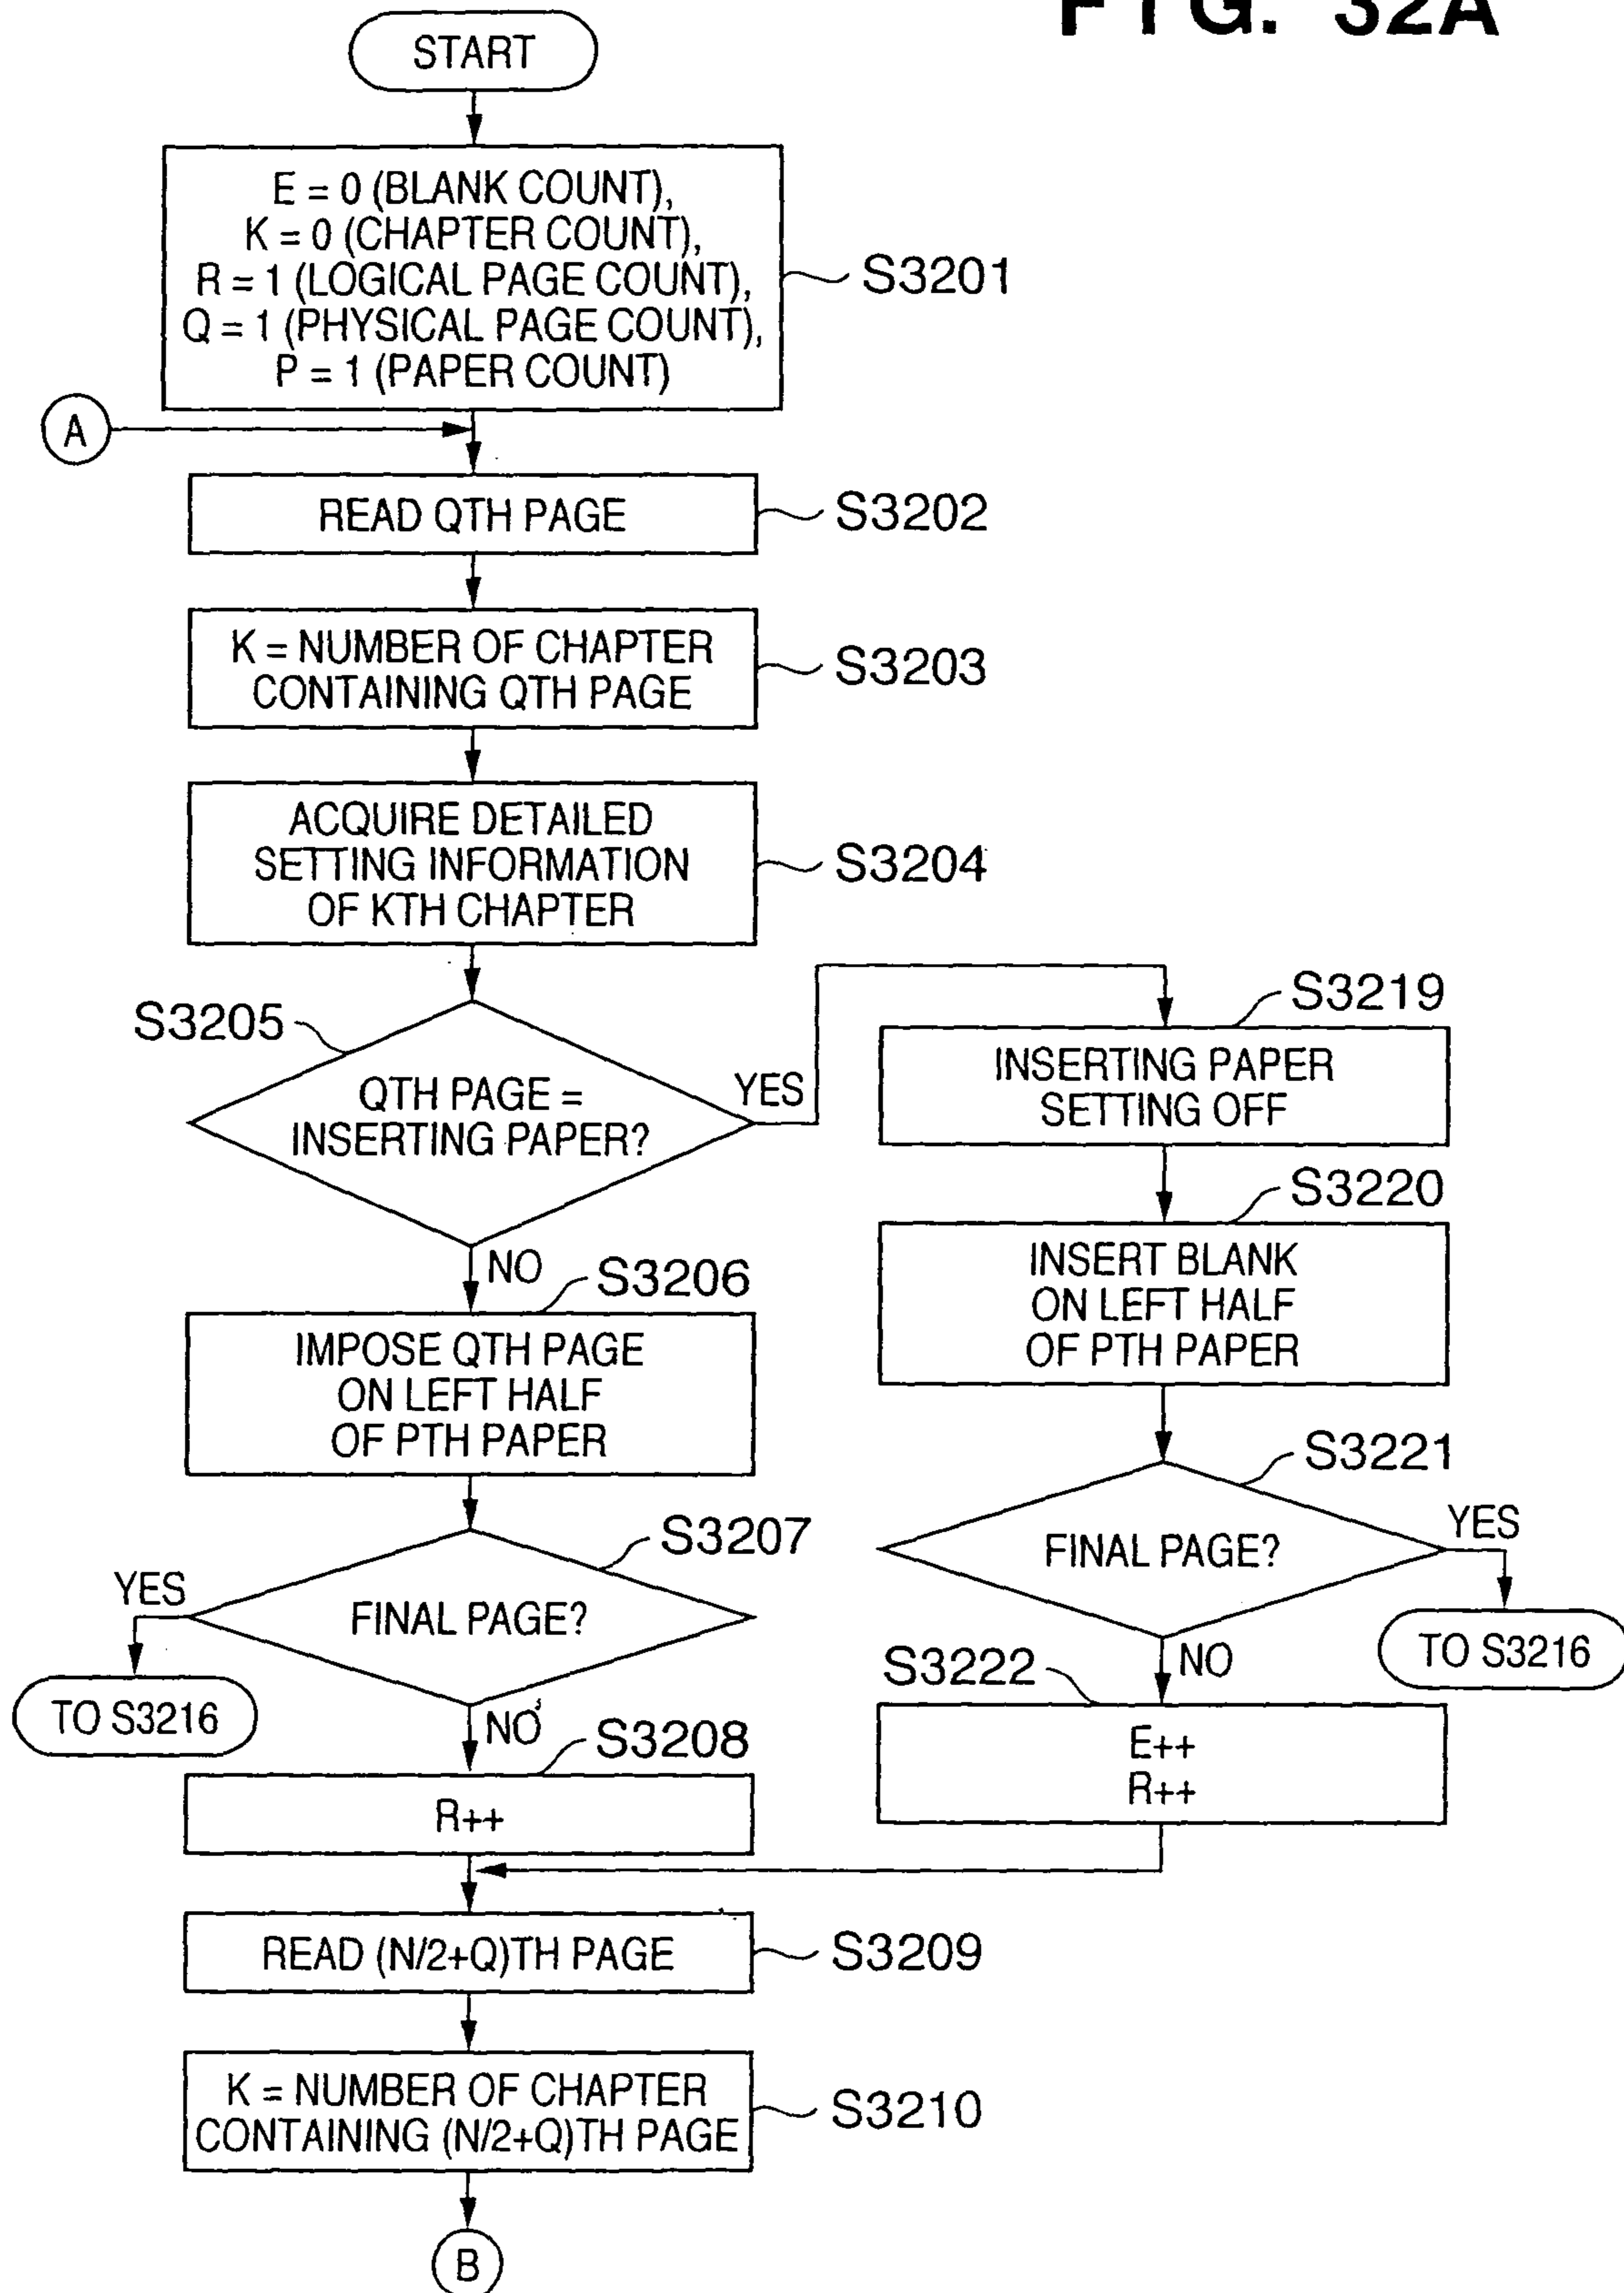 FIG. 32A
START
E = 0 (BLANK COUNT),
K = 0 (CHAPTER COUNT),
R = 1 (LOGICAL PAGE COUNT),
Q = 1 (PHYSICAL PAGE COUNT),
P = 1 (PAPER COUNT)
S3201
A
READ QTH PAGE
S3202
K = NUMBER OF CHAPTER
CONTAINING QTH PAGE
S3203
ACQUIRE DETAILED
SETTING INFORMATION
OF KTH CHAPTER
S3204
S3205
QTH PAGE =
INSERTING PAPER?
YES
S3219
INSERTING PAPER
SETTING OFF
S3220
INSERT BLANK
ON LEFT HALF
OF PTH PAPER
NO
S3206
IMPOSE QTH PAGE
ON LEFT HALF
OF PTH PAPER
S3221
FINAL PAGE?
YES
TO S3216
S3207
YES
FINAL PAGE?
TO S3216
NO
S3222
E++
R++
NO
S3208
R++
READ (N/2+Q)TH PAGE
S3209
K = NUMBER OF CHAPTER
CONTAINING (N/2+Q)TH PAGE
S3210
B